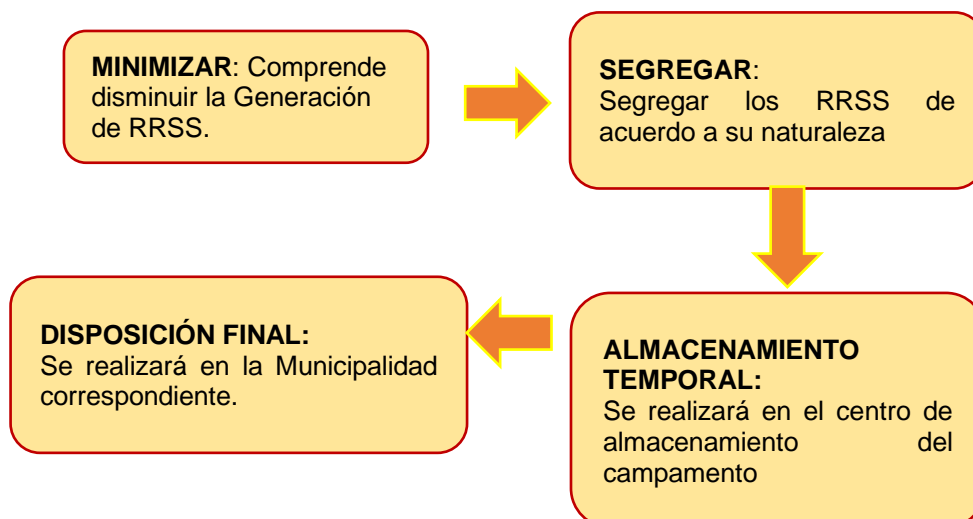 MINIMIZAR: Comprende
disminuir la Generación
de RRSS.
SEGREGAR:
Segregar los RRSS de
acuerdo a su naturaleza
ALMACENAMIENTO
TEMPORAL:
Se realizará en el centro de
almacenamiento del
campamento
DISPOSICIÓN FINAL:
Se realizará en la Municipalidad
correspondiente.